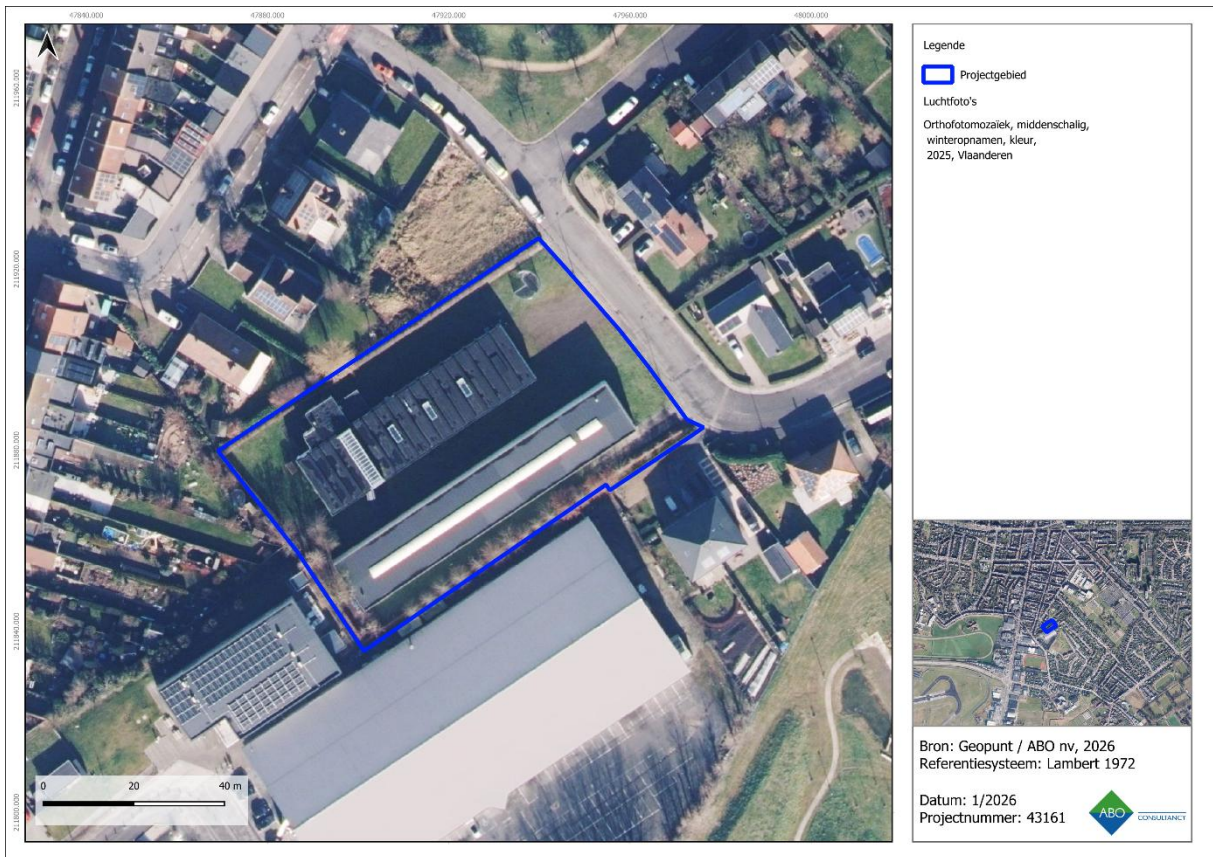 47840.000
47880.000
47920.000
47960.000
48000.000
211960.000
211920.000
211880.000
211840.000
211800.000
0
20
40 m
Legende
Projectgebied
Luchtfoto's
Orthofotomozaïek, middenschalig,
winteropnamen, kleur,
2025, Vlaanderen
Bron: Geopunt / ABO nv, 2026
Referentiesysteem: Lambert 1972
Datum: 1/2026
Projectnummer: 43161
ABO
CONSULTANCY